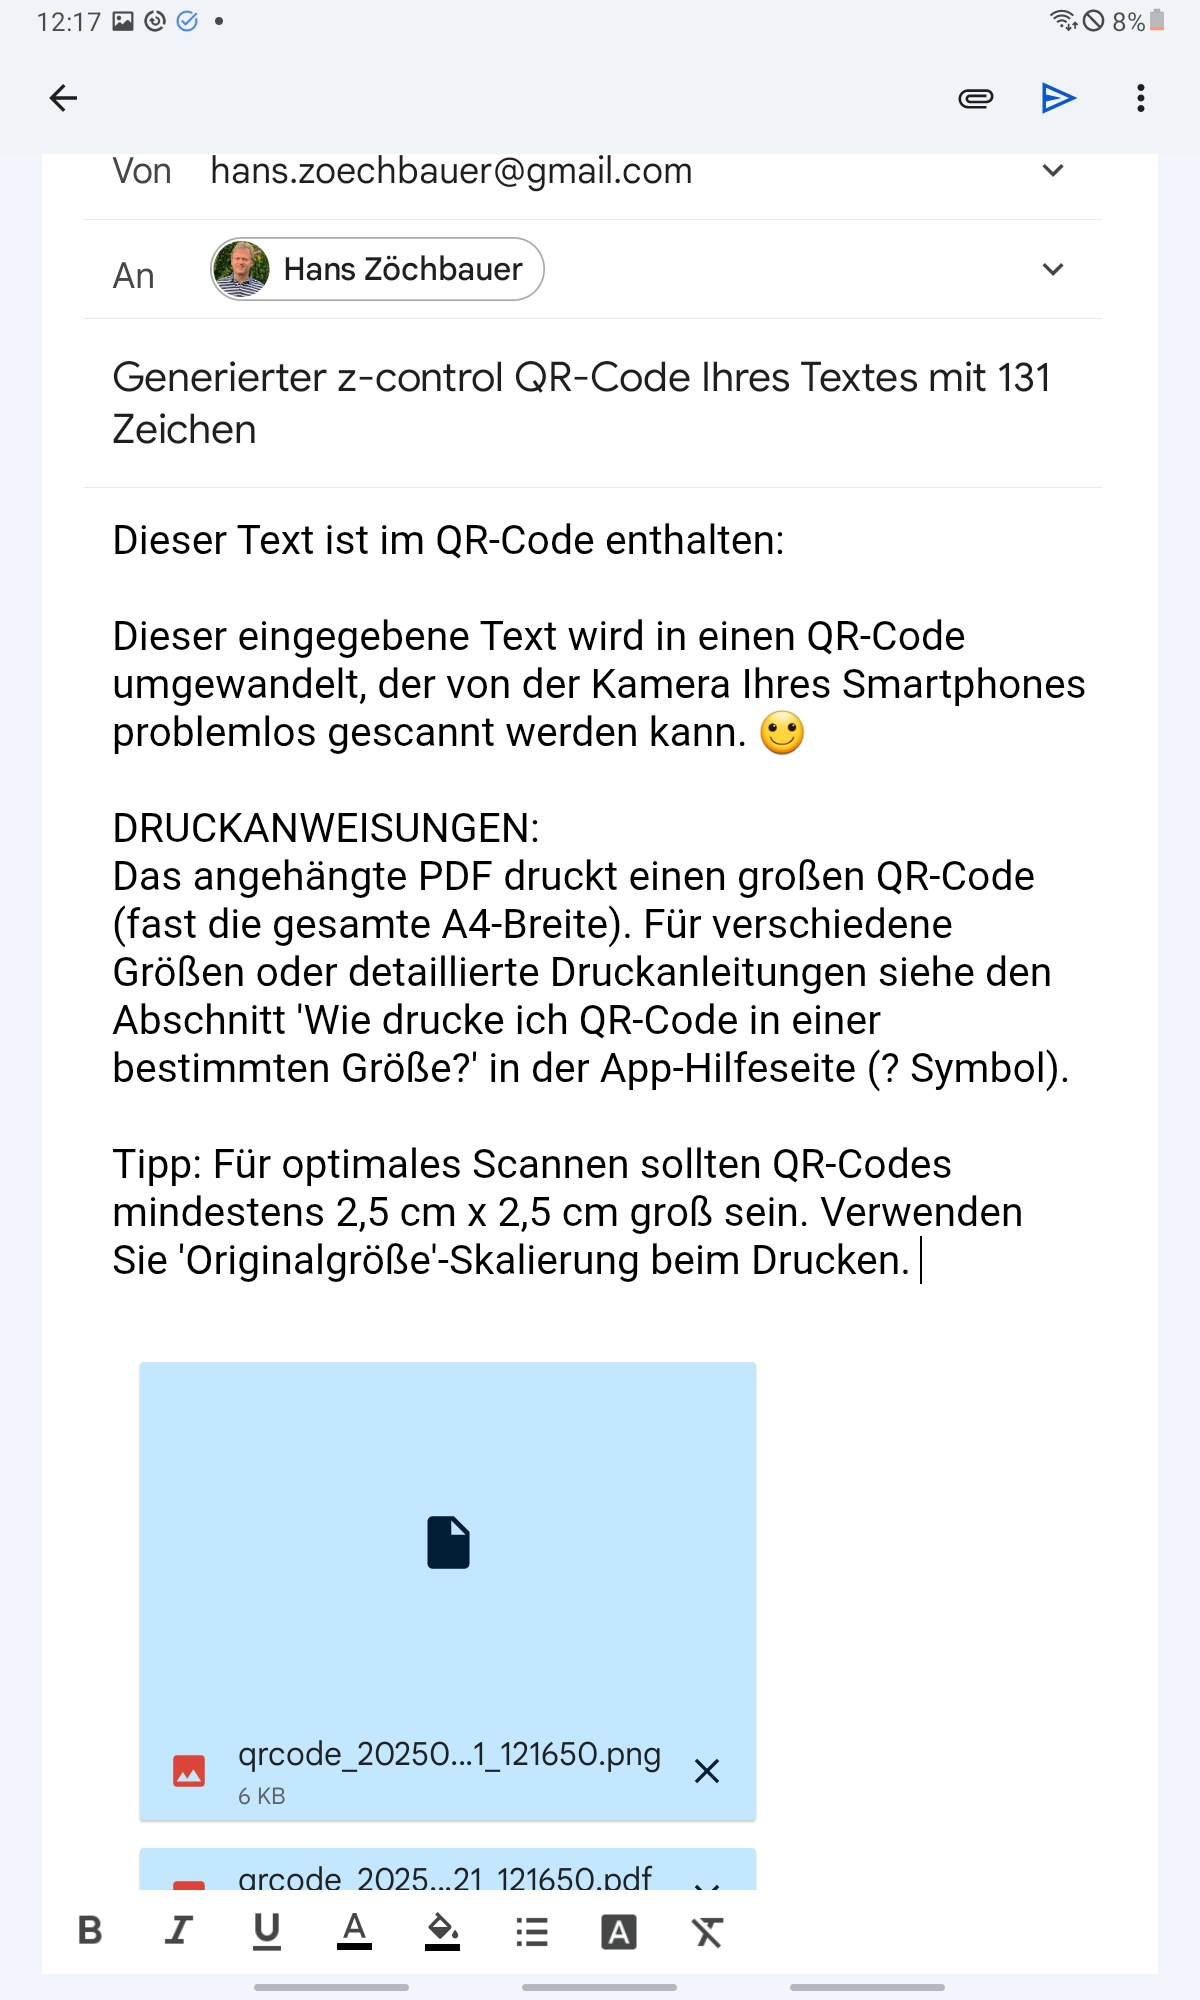 12:17
8%
Von hans.zoechbauer@gmail.com
An Hans Zöchbauer
Generierter z-control QR-Code Ihres Textes mit 131
Zeichen
Dieser Text ist im QR-Code enthalten:
Dieser eingegebene Text wird in einen QR-Code
umgewandelt, der von der Kamera Ihres Smartphones
problemlos gescannt werden kann. 🙂
DRUCKANWEISUNGEN:
Das angehängte PDF druckt einen großen QR-Code
(fast die gesamte A4-Breite). Für verschiedene
Größen oder detaillierte Druckanleitungen siehe den
Abschnitt 'Wie drucke ich QR-Code in einer
bestimmten Größe?' in der App-Hilfeseite (? Symbol).
Tipp: Für optimales Scannen sollten QR-Codes
mindestens 2,5 cm x 2,5 cm groß sein. Verwenden
Sie 'Originalgröße'-Skalierung beim Drucken.
qrcode_20250...1_121650.png
6 KB
qrcode_2025...21_121650.pdf
B I U A A